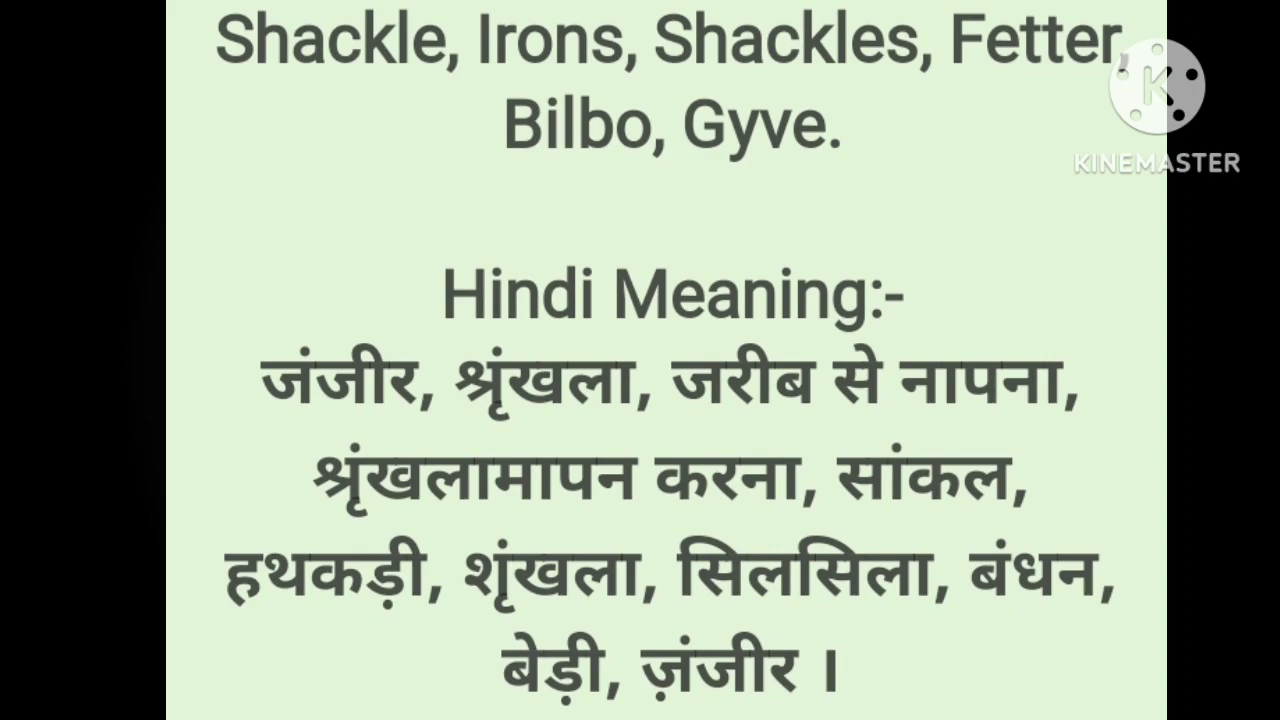 Shackle, Irons, Shackles, Fetter,
Bilbo, Gyve.
KINEMASTER
Hindi Meaning:-
जंजीर, श्रृंखला, जरीब से नापना,
श्रृंखलामापन करना, सांकल,
हथकड़ी, शृंखला, सिलसिला, बंधन,
बेड़ी, ज़ंजीर ।